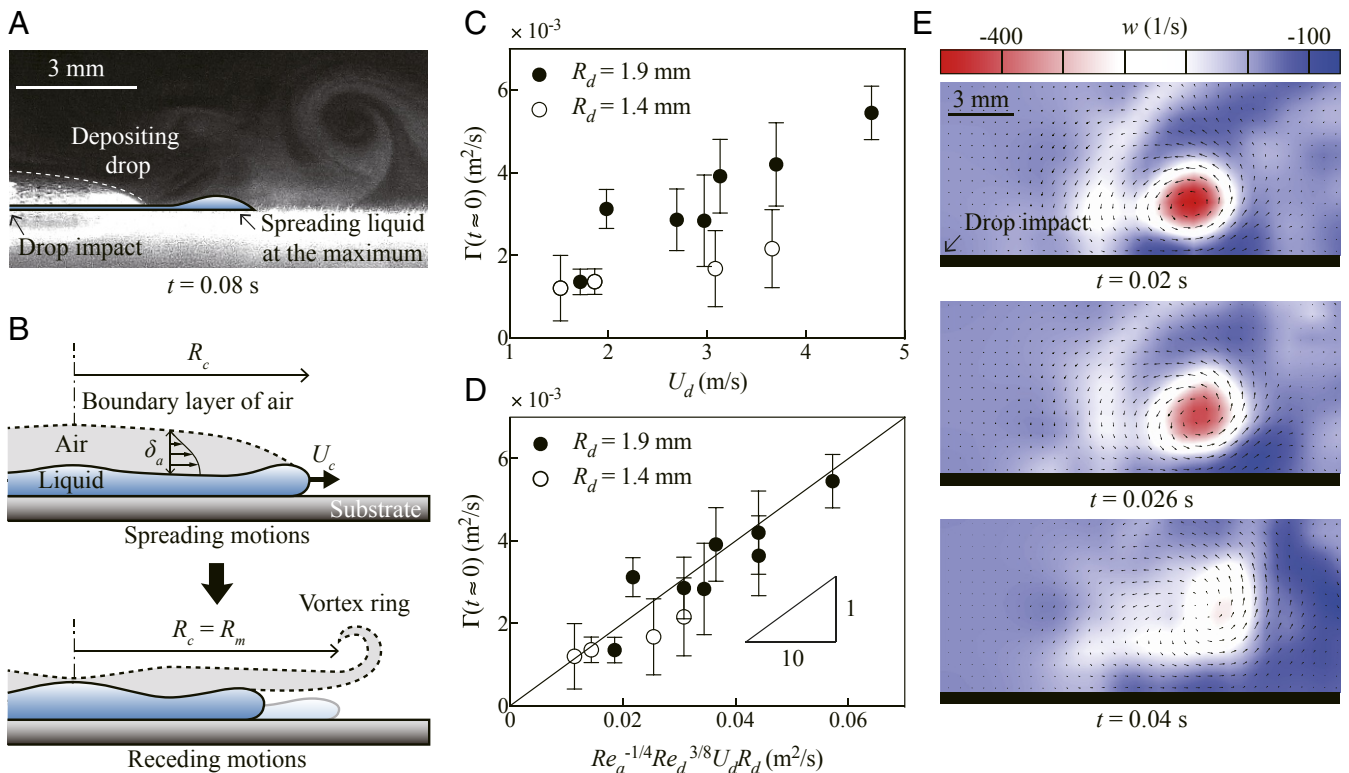 A
3 mm
Depositing
drop
Drop impact
Spreading liquid
at the maximum
t = 0.08 s
B
R_c
Boundary layer of air
Air
δ_a
U_c
Liquid
Substrate
Spreading motions
Vortex ring
R_c = R_m
Receding motions
C
× 10^-3
R_d = 1.9 mm
R_d = 1.4 mm
Γ(t ≈ 0) (m²/s)
6
4
2
0
1 2 3 4 5
U_d (m/s)
D
× 10^-3
R_d = 1.9 mm
R_d = 1.4 mm
Γ(t ≈ 0) (m²/s)
6
4
2
0
1
10
0 0.02 0.04 0.06
Re_a^-1/4 Re_d^3/8 U_d R_d (m²/s)
E
w (1/s)
-400 -100
3 mm
Drop impact
t = 0.02 s
t = 0.026 s
t = 0.04 s